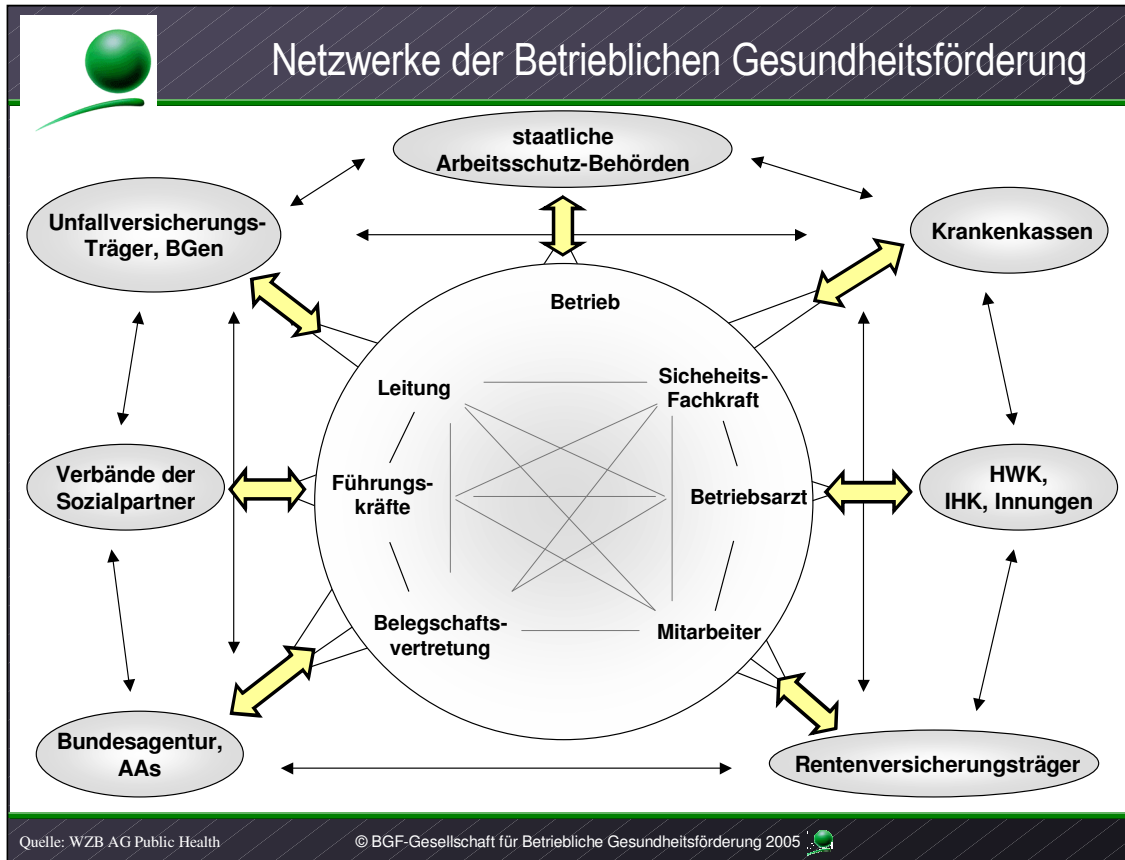 Netzwerke der Betrieblichen Gesundheitsförderung
staatliche
Arbeitsschutz-Behörden
Unfallversicherungs-
Träger, BGen
Krankenkassen
Betrieb
Leitung
Sicheheits-
Fachkraft
Verbände der
Sozialpartner
Führungs-
kräfte
Betriebsarzt
HWK,
IHK, Innungen
Belegschafts-
vertretung
Mitarbeiter
Bundesagentur,
AAs
Rentenversicherungsträger
Quelle: WZB AG Public Health
© BGF-Gesellschaft für Betriebliche Gesundheitsförderung 2005